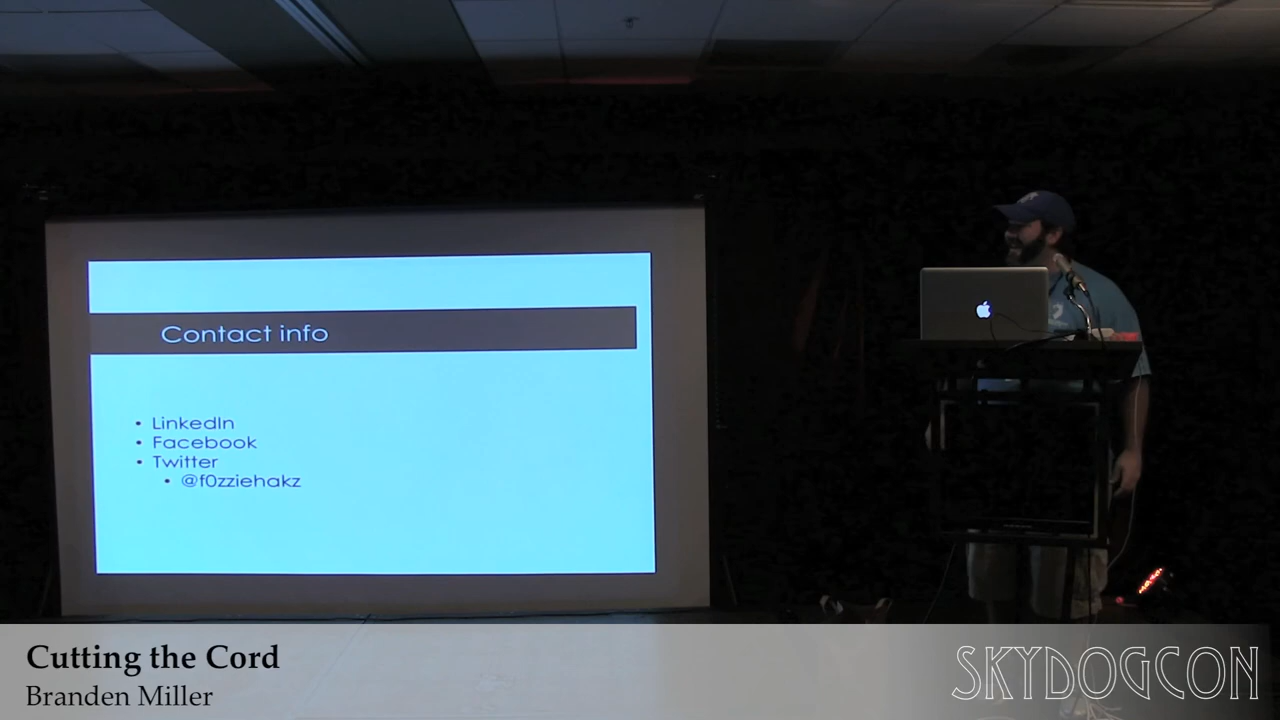 Contact info
• LinkedIn
• Facebook
• Twitter
• @f0zziehakz
Cutting the Cord
Branden Miller
SKYDOGCON